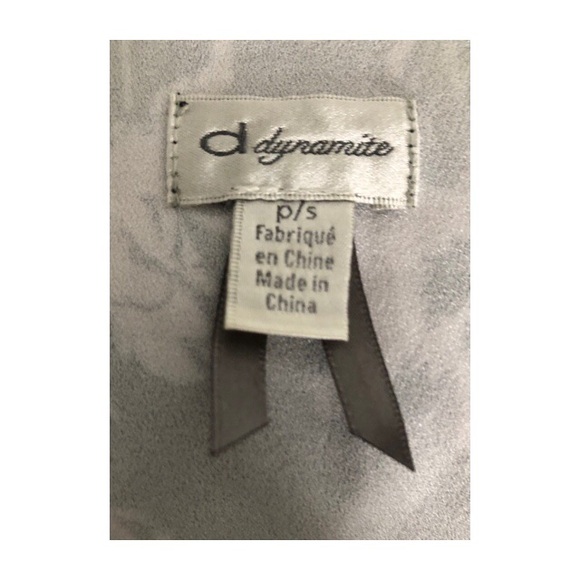 d dynamite
p/s
Fabriqué
en Chine
Made in
China